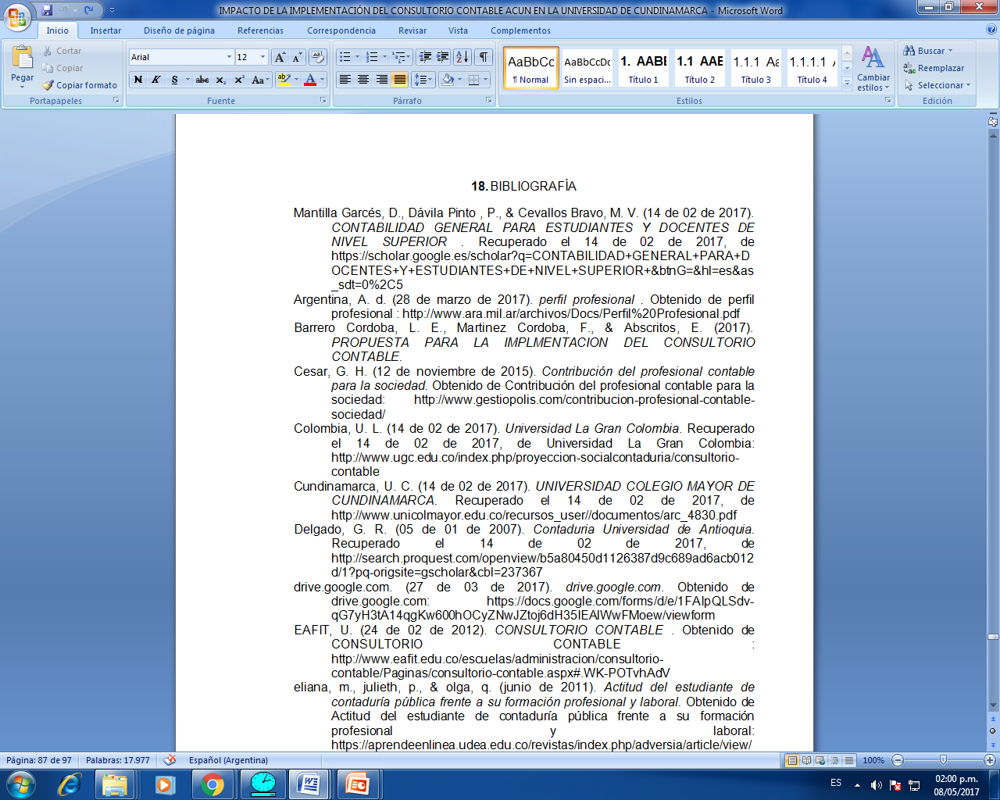 IMPACTO DE LA IMPLEMENTACIÓN DEL CONSULTORIO CONTABLE ACUN EN LA UNIVERSIDAD DE CUNDINAMARCA - Microsoft Word
Inicio Insertar Diseño de página Referencias Correspondencia Revisar Vista Complementos
Pegar
Cortar
Copiar
Copiar formato
Portapapeles
Arial 12
N K S abe x₂ x² Aa
Fuente
Párrafo
AaBbCc AaBbCcDc 1. AABE 1.1 AAE 1.1.1 Aa 1.1.1.1 A
¶ Normal Sin espaci... Título 1 Título 2 Título 3 Título 4
Cambiar estilos
Estilos
Buscar
Reemplazar
Seleccionar
Edición
18. BIBLIOGRAFÍA
Mantilla Garcés, D., Dávila Pinto , P., & Cevallos Bravo, M. V. (14 de 02 de 2017).
CONTABILIDAD GENERAL PARA ESTUDIANTES Y DOCENTES DE
NIVEL SUPERIOR . Recuperado el 14 de 02 de 2017, de
https://scholar.google.es/scholar?q=CONTABILIDAD+GENERAL+PARA+D
OCENTES+Y+ESTUDIANTES+DE+NIVEL+SUPERIOR+&btnG=&hl=es&as
_sdt=0%2C5
Argentina, A. d. (28 de marzo de 2017). perfil profesional . Obtenido de perfil
profesional : http://www.ara.mil.ar/archivos/Docs/Perfil%20Profesional.pdf
Barrero Cordoba, L. E., Martinez Cordoba, F., & Abscritos, E. (2017).
PROPUESTA PARA LA IMPLMENTACION DEL CONSULTORIO
CONTABLE.
Cesar, G. H. (12 de noviembre de 2015). Contribución del profesional contable
para la sociedad. Obtenido de Contribución del profesional contable para la
sociedad: http://www.gestiopolis.com/contribucion-profesional-contable-
sociedad/
Colombia, U. L. (14 de 02 de 2017). Universidad La Gran Colombia. Recuperado
el 14 de 02 de 2017, de Universidad La Gran Colombia:
http://www.ugc.edu.co/index.php/proyeccion-socialcontaduria/consultorio-
contable
Cundinamarca, U. C. (14 de 02 de 2017). UNIVERSIDAD COLEGIO MAYOR DE
CUNDINAMARCA. Recuperado el 14 de 02 de 2017, de
http://www.unicolmayor.edu.co/recursos_user//documentos/arc_4830.pdf
Delgado, G. R. (05 de 01 de 2007). Contaduria Universidad de Antioquia.
Recuperado el 14 de 02 de 2017, de
http://search.proquest.com/openview/b5a80450d1126387d9c689ad6acb012
d/1?pq-origsite=gscholar&cbl=237367
drive.google.com. (27 de 03 de 2017). drive.google.com. Obtenido de
drive.google.com: https://docs.google.com/forms/d/e/1FAIpQLSdv-
qG7yH3tA14qgKw600hOCyZNwJZtoj6dH35IEAlWwFMoew/viewform
EAFIT, U. (24 de 02 de 2012). CONSULTORIO CONTABLE . Obtenido de
CONSULTORIO CONTABLE :
http://www.eafit.edu.co/escuelas/administracion/consultorio-
contable/Paginas/consultorio-contable.aspx#.WK-POTvhAdV
eliana, m., julieth, p., & olga, q. (junio de 2011). Actitud del estudiante de
contaduría pública frente a su formación profesional y laboral. Obtenido de
Actitud del estudiante de contaduría pública frente a su formación
profesional y laboral:
https://aprendeenlinea.udea.edu.co/revistas/index.php/adversia/article/view/
Página: 87 de 97 Palabras: 17.977 Español (Argentina) 100%
ES 02:00 p.m.
08/05/2017